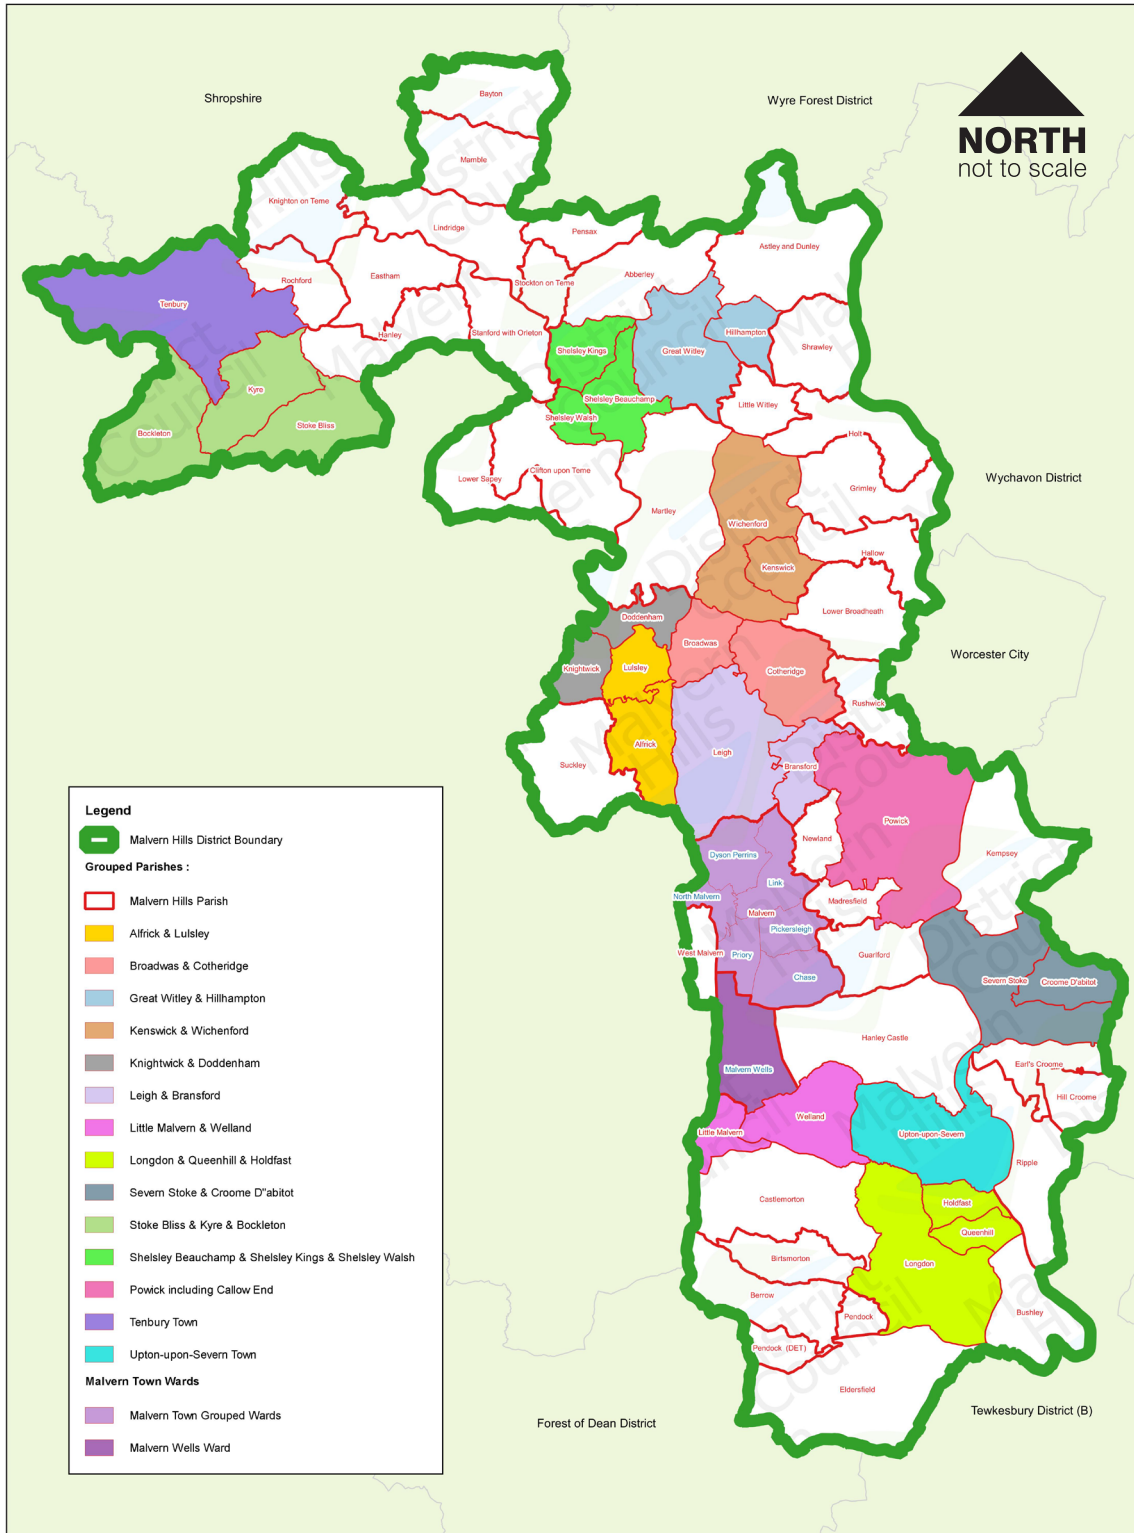 Shropshire
Wyre Forest District
NORTH
not to scale
Bayton
Mamble
Knighton on Teme
Lindridge
Pensax
Astley and Dunley
Rochford
Eastham
Stockton on Teme
Abberley
Tenbury
Hanley
Stanford with Orleton
Hillhampton
Shelsley Kings
Great Witley
Shrawley
Kyre
Shelsley Beauchamp
Little Witley
Stoke Bliss
Shelsley Walsh
Bockleton
Holt
Lower Sapey
Clifton upon Teme
Grimley
Wychavon District
Martley
Wichenford
Hallow
Kenswick
Lower Broadheath
Doddenham
Broadwas
Worcester City
Knightwick
Lulsley
Cotheridge
Rushwick
Alfrick
Leigh
Suckley
Bransford
Powick
Newland
Kempsey
Dyson Perrins
Link
North Malvern
Madresfield
Malvern
Pickersleigh
West Malvern
Priory
Guarlford
Chase
Severn Stoke
Croome D'abitot
Hanley Castle
Malvern Wells
Earl's Croome
Hill Croome
Welland
Little Malvern
Upton-upon-Severn
Ripple
Castlemorton
Holdfast
Queenhill
Birtsmorton
Longdon
Berrow
Bushley
Pendock
Pendock (DET)
Eldersfield
Forest of Dean District
Tewkesbury District (B)
Legend
Malvern Hills District Boundary
Grouped Parishes :
Malvern Hills Parish
Alfrick & Lulsley
Broadwas & Cotheridge
Great Witley & Hillhampton
Kenswick & Wichenford
Knightwick & Doddenham
Leigh & Bransford
Little Malvern & Welland
Longdon & Queenhill & Holdfast
Severn Stoke & Croome D"abitot
Stoke Bliss & Kyre & Bockleton
Shelsley Beauchamp & Shelsley Kings & Shelsley Walsh
Powick including Callow End
Tenbury Town
Upton-upon-Severn Town
Malvern Town Wards
Malvern Town Grouped Wards
Malvern Wells Ward